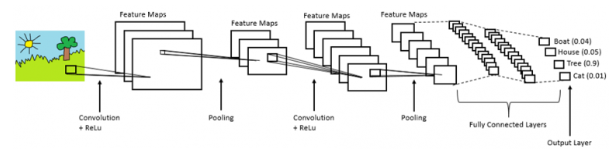 Feature Maps
Feature Maps
Feature Maps
Feature Maps
Boat (0.04)
House (0.05)
Tree (0.9)
Cat (0.01)
Convolution
+ ReLu
Pooling
Convolution
+ ReLu
Pooling
Fully Connected Layers
Output Layer